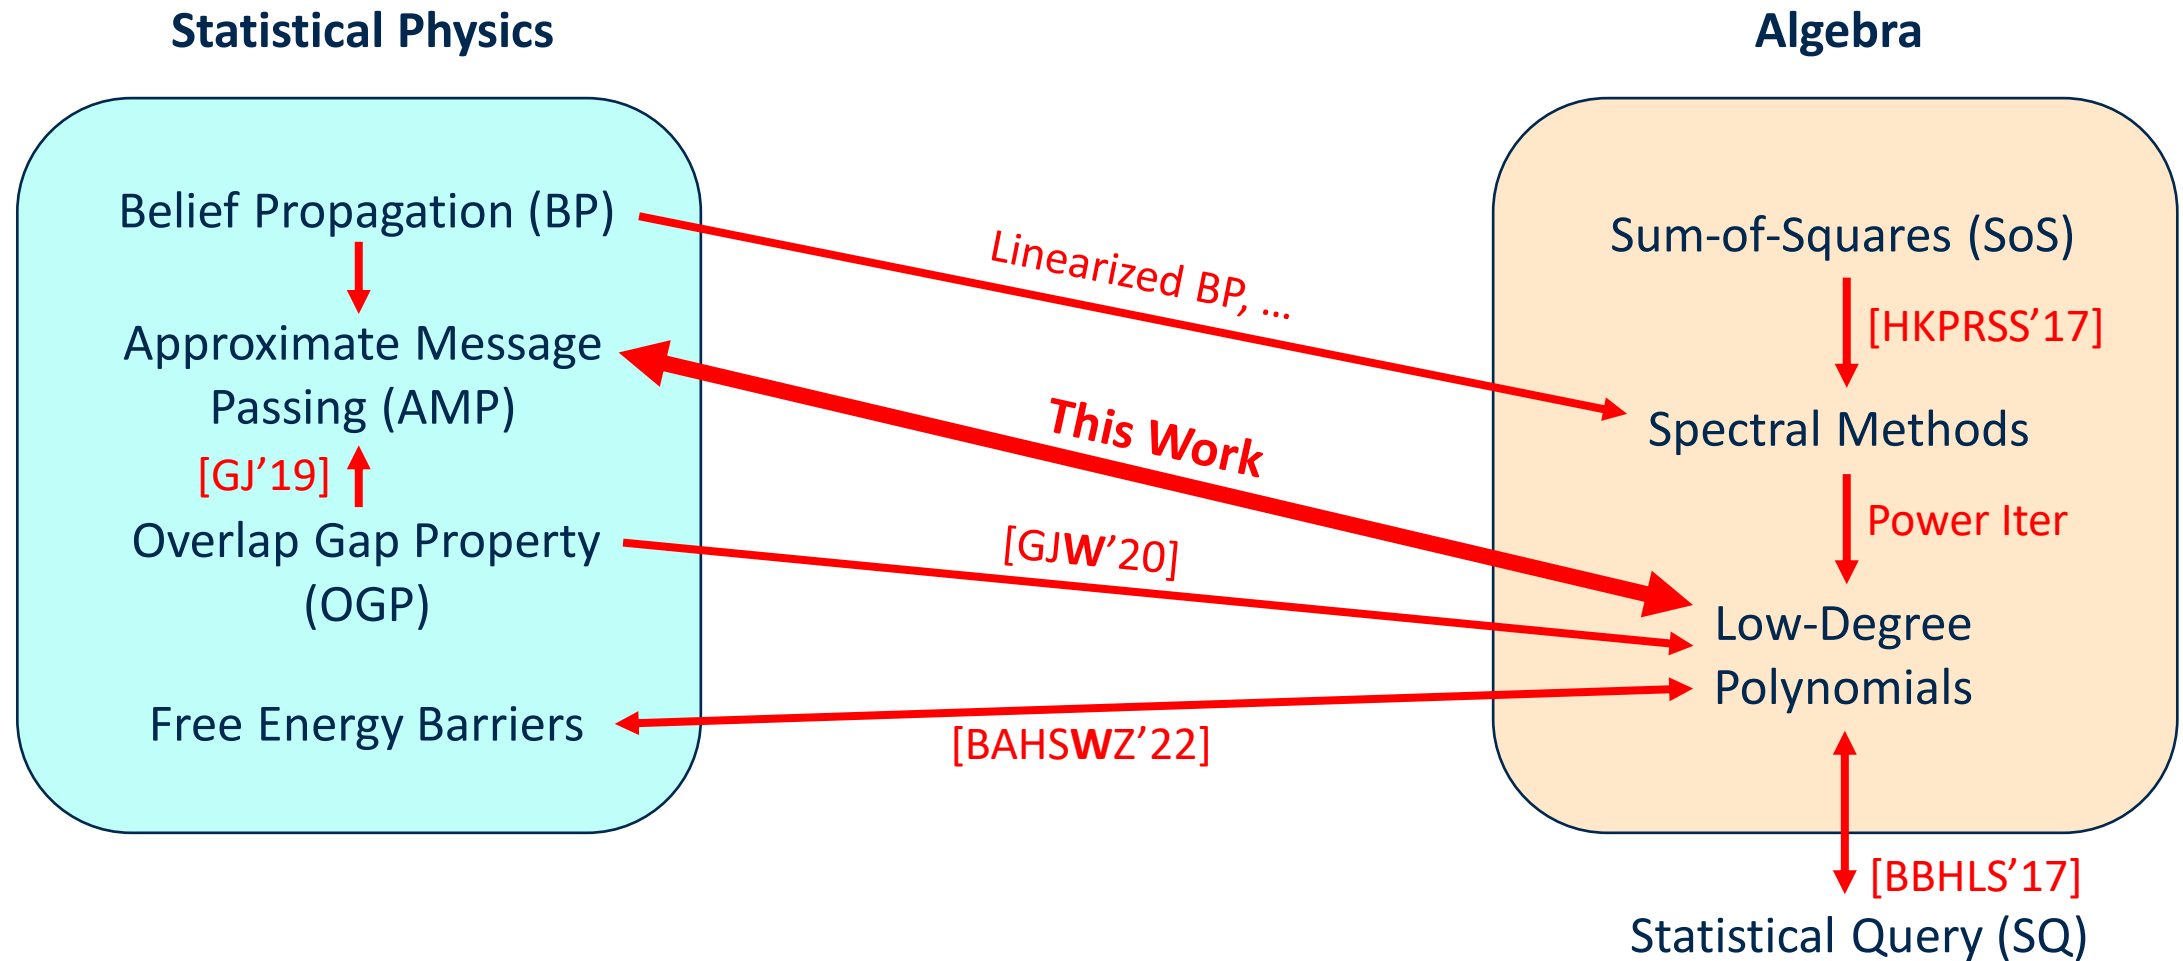 Statistical Physics
Algebra
Belief Propagation (BP)
Approximate Message
Passing (AMP)
[GJ’19]
Overlap Gap Property
(OGP)
Free Energy Barriers
Linearized BP, ...
This Work
[GJW’20]
[BAHSWZ’22]
Sum-of-Squares (SoS)
[HKPRSS’17]
Spectral Methods
Power Iter
Low-Degree
Polynomials
[BBHLS’17]
Statistical Query (SQ)